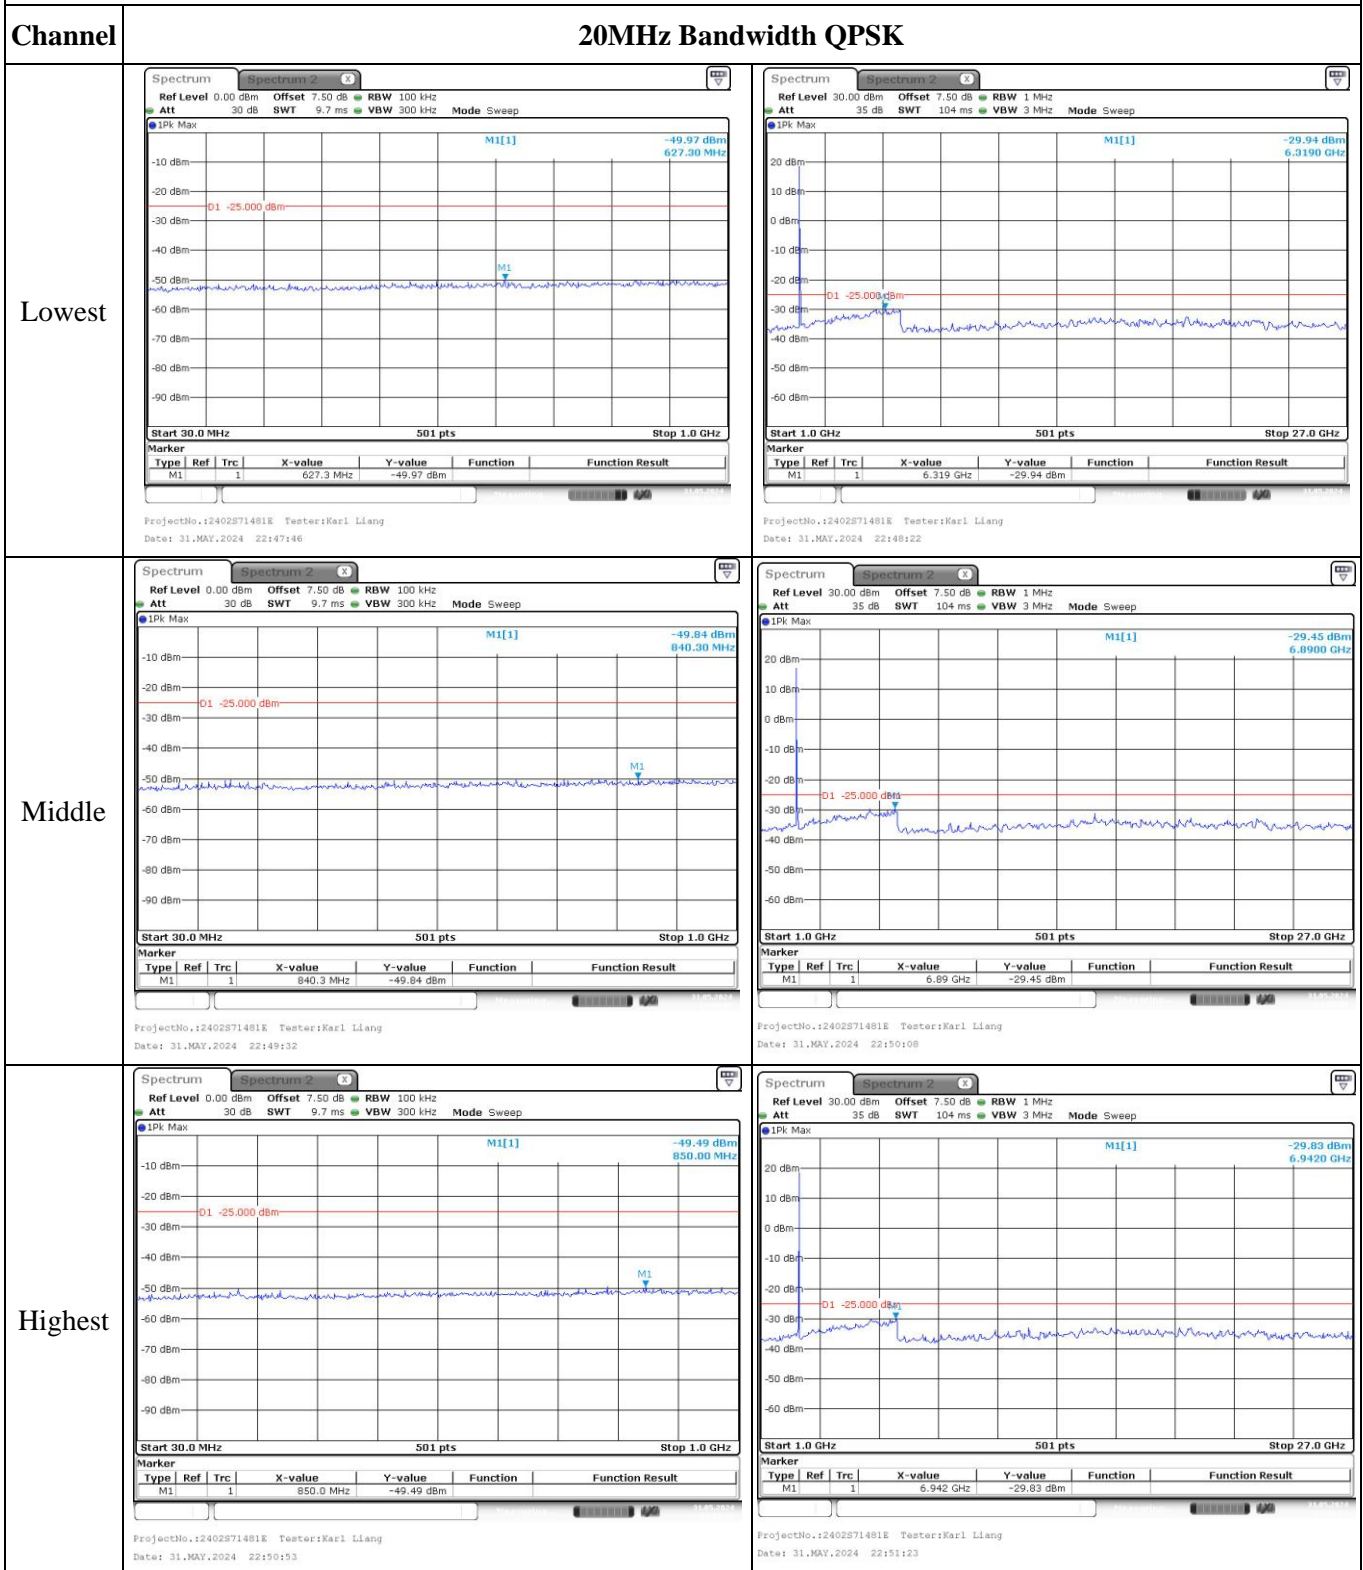 Channel 20MHz Bandwidth QPSK
Lowest
Spectrum Spectrum 2 X
Ref Level 0.00 dBm Offset 7.50 dB RBW 100 kHz
Att 30 dB SWT 9.7 ms VBW 300 kHz Mode Sweep
1Pk Max
M1[1] -49.97 dBm
627.30 MHz
-10 dBm
-20 dBm
D1 -25.000 dBm
-30 dBm
-40 dBm
M1
-50 dBm
-60 dBm
-70 dBm
-80 dBm
-90 dBm
Start 30.0 MHz 501 pts Stop 1.0 GHz
Marker
Type Ref Trc X-value Y-value Function Function Result
M1 1 627.3 MHz -49.97 dBm
31.05.2024
ProjectNo.:2402S71481E Tester:Karl Liang
Date: 31.MAY.2024 22:47:46
Spectrum Spectrum 2 X
Ref Level 30.00 dBm Offset 7.50 dB RBW 1 MHz
Att 35 dB SWT 104 ms VBW 3 MHz Mode Sweep
1Pk Max
M1[1] -29.94 dBm
6.3190 GHz
20 dBm
10 dBm
0 dBm
-10 dBm
-20 dBm
D1 -25.000 dBm
-30 dBm
-40 dBm
-50 dBm
-60 dBm
Start 1.0 GHz 501 pts Stop 27.0 GHz
Marker
Type Ref Trc X-value Y-value Function Function Result
M1 1 6.319 GHz -29.94 dBm
ProjectNo.:2402S71481E Tester:Karl Liang
Date: 31.MAY.2024 22:48:22
Middle
Spectrum Spectrum 2 X
Ref Level 0.00 dBm Offset 7.50 dB RBW 100 kHz
Att 30 dB SWT 9.7 ms VBW 300 kHz Mode Sweep
1Pk Max
M1[1] -49.84 dBm
840.30 MHz
-10 dBm
-20 dBm
D1 -25.000 dBm
-30 dBm
-40 dBm
M1
-50 dBm
-60 dBm
-70 dBm
-80 dBm
-90 dBm
Start 30.0 MHz 501 pts Stop 1.0 GHz
Marker
Type Ref Trc X-value Y-value Function Function Result
M1 1 840.3 MHz -49.84 dBm
31.05.2024
ProjectNo.:2402S71481E Tester:Karl Liang
Date: 31.MAY.2024 22:49:32
Spectrum Spectrum 2 X
Ref Level 30.00 dBm Offset 7.50 dB RBW 1 MHz
Att 35 dB SWT 104 ms VBW 3 MHz Mode Sweep
1Pk Max
M1[1] -29.45 dBm
6.8900 GHz
20 dBm
10 dBm
0 dBm
-10 dBm
-20 dBm
D1 -25.000 dBm
M1
-30 dBm
-40 dBm
-50 dBm
-60 dBm
Start 1.0 GHz 501 pts Stop 27.0 GHz
Marker
Type Ref Trc X-value Y-value Function Function Result
M1 1 6.89 GHz -29.45 dBm
31.05.2024
ProjectNo.:2402S71481E Tester:Karl Liang
Date: 31.MAY.2024 22:50:08
Highest
Spectrum Spectrum 2 X
Ref Level 0.00 dBm Offset 7.50 dB RBW 100 kHz
Att 30 dB SWT 9.7 ms VBW 300 kHz Mode Sweep
1Pk Max
M1[1] -49.49 dBm
850.00 MHz
-10 dBm
-20 dBm
D1 -25.000 dBm
-30 dBm
-40 dBm
M1
-50 dBm
-60 dBm
-70 dBm
-80 dBm
-90 dBm
Start 30.0 MHz 501 pts Stop 1.0 GHz
Marker
Type Ref Trc X-value Y-value Function Function Result
M1 1 850.0 MHz -49.49 dBm
ProjectNo.:2402S71481E Tester:Karl Liang
Date: 31.MAY.2024 22:50:53
Spectrum Spectrum 2 X
Ref Level 30.00 dBm Offset 7.50 dB RBW 1 MHz
Att 35 dB SWT 104 ms VBW 3 MHz Mode Sweep
1Pk Max
M1[1] -29.83 dBm
6.9420 GHz
20 dBm
10 dBm
0 dBm
-10 dBm
-20 dBm
D1 -25.000 dBm
M1
-30 dBm
-40 dBm
-50 dBm
-60 dBm
Start 1.0 GHz 501 pts Stop 27.0 GHz
Marker
Type Ref Trc X-value Y-value Function Function Result
M1 1 6.942 GHz -29.83 dBm
ProjectNo.:2402S71481E Tester:Karl Liang
Date: 31.MAY.2024 22:51:23